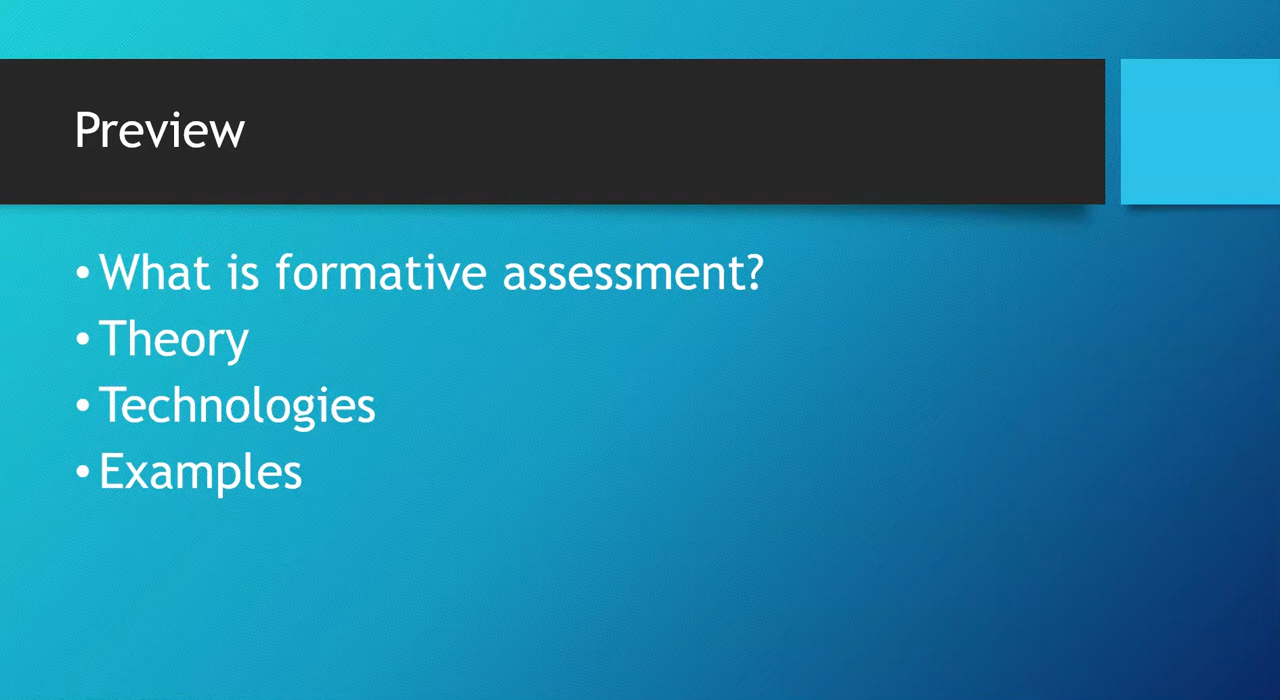 Preview
• What is formative assessment?
• Theory
• Technologies
• Examples